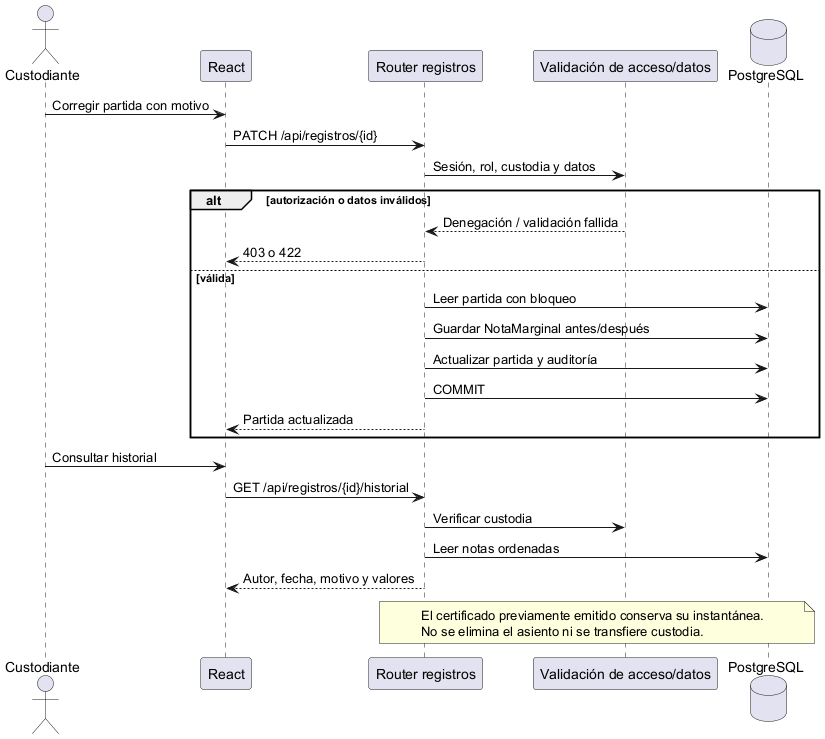 Custodiante
React
Router registros
Validación de acceso/datos
PostgreSQL
Corregir partida con motivo
PATCH /api/registros/{id}
Sesión, rol, custodia y datos
alt
[autorización o datos inválidos]
Denegación / validación fallida
403 o 422
[válida]
Leer partida con bloqueo
Guardar NotaMarginal antes/después
Actualizar partida y auditoría
COMMIT
Partida actualizada
Consultar historial
GET /api/registros/{id}/historial
Verificar custodia
Leer notas ordenadas
Autor, fecha, motivo y valores
El certificado previamente emitido conserva su instantánea.
No se elimina el asiento ni se transfiere custodia.
Custodiante
React
Router registros
Validación de acceso/datos
PostgreSQL